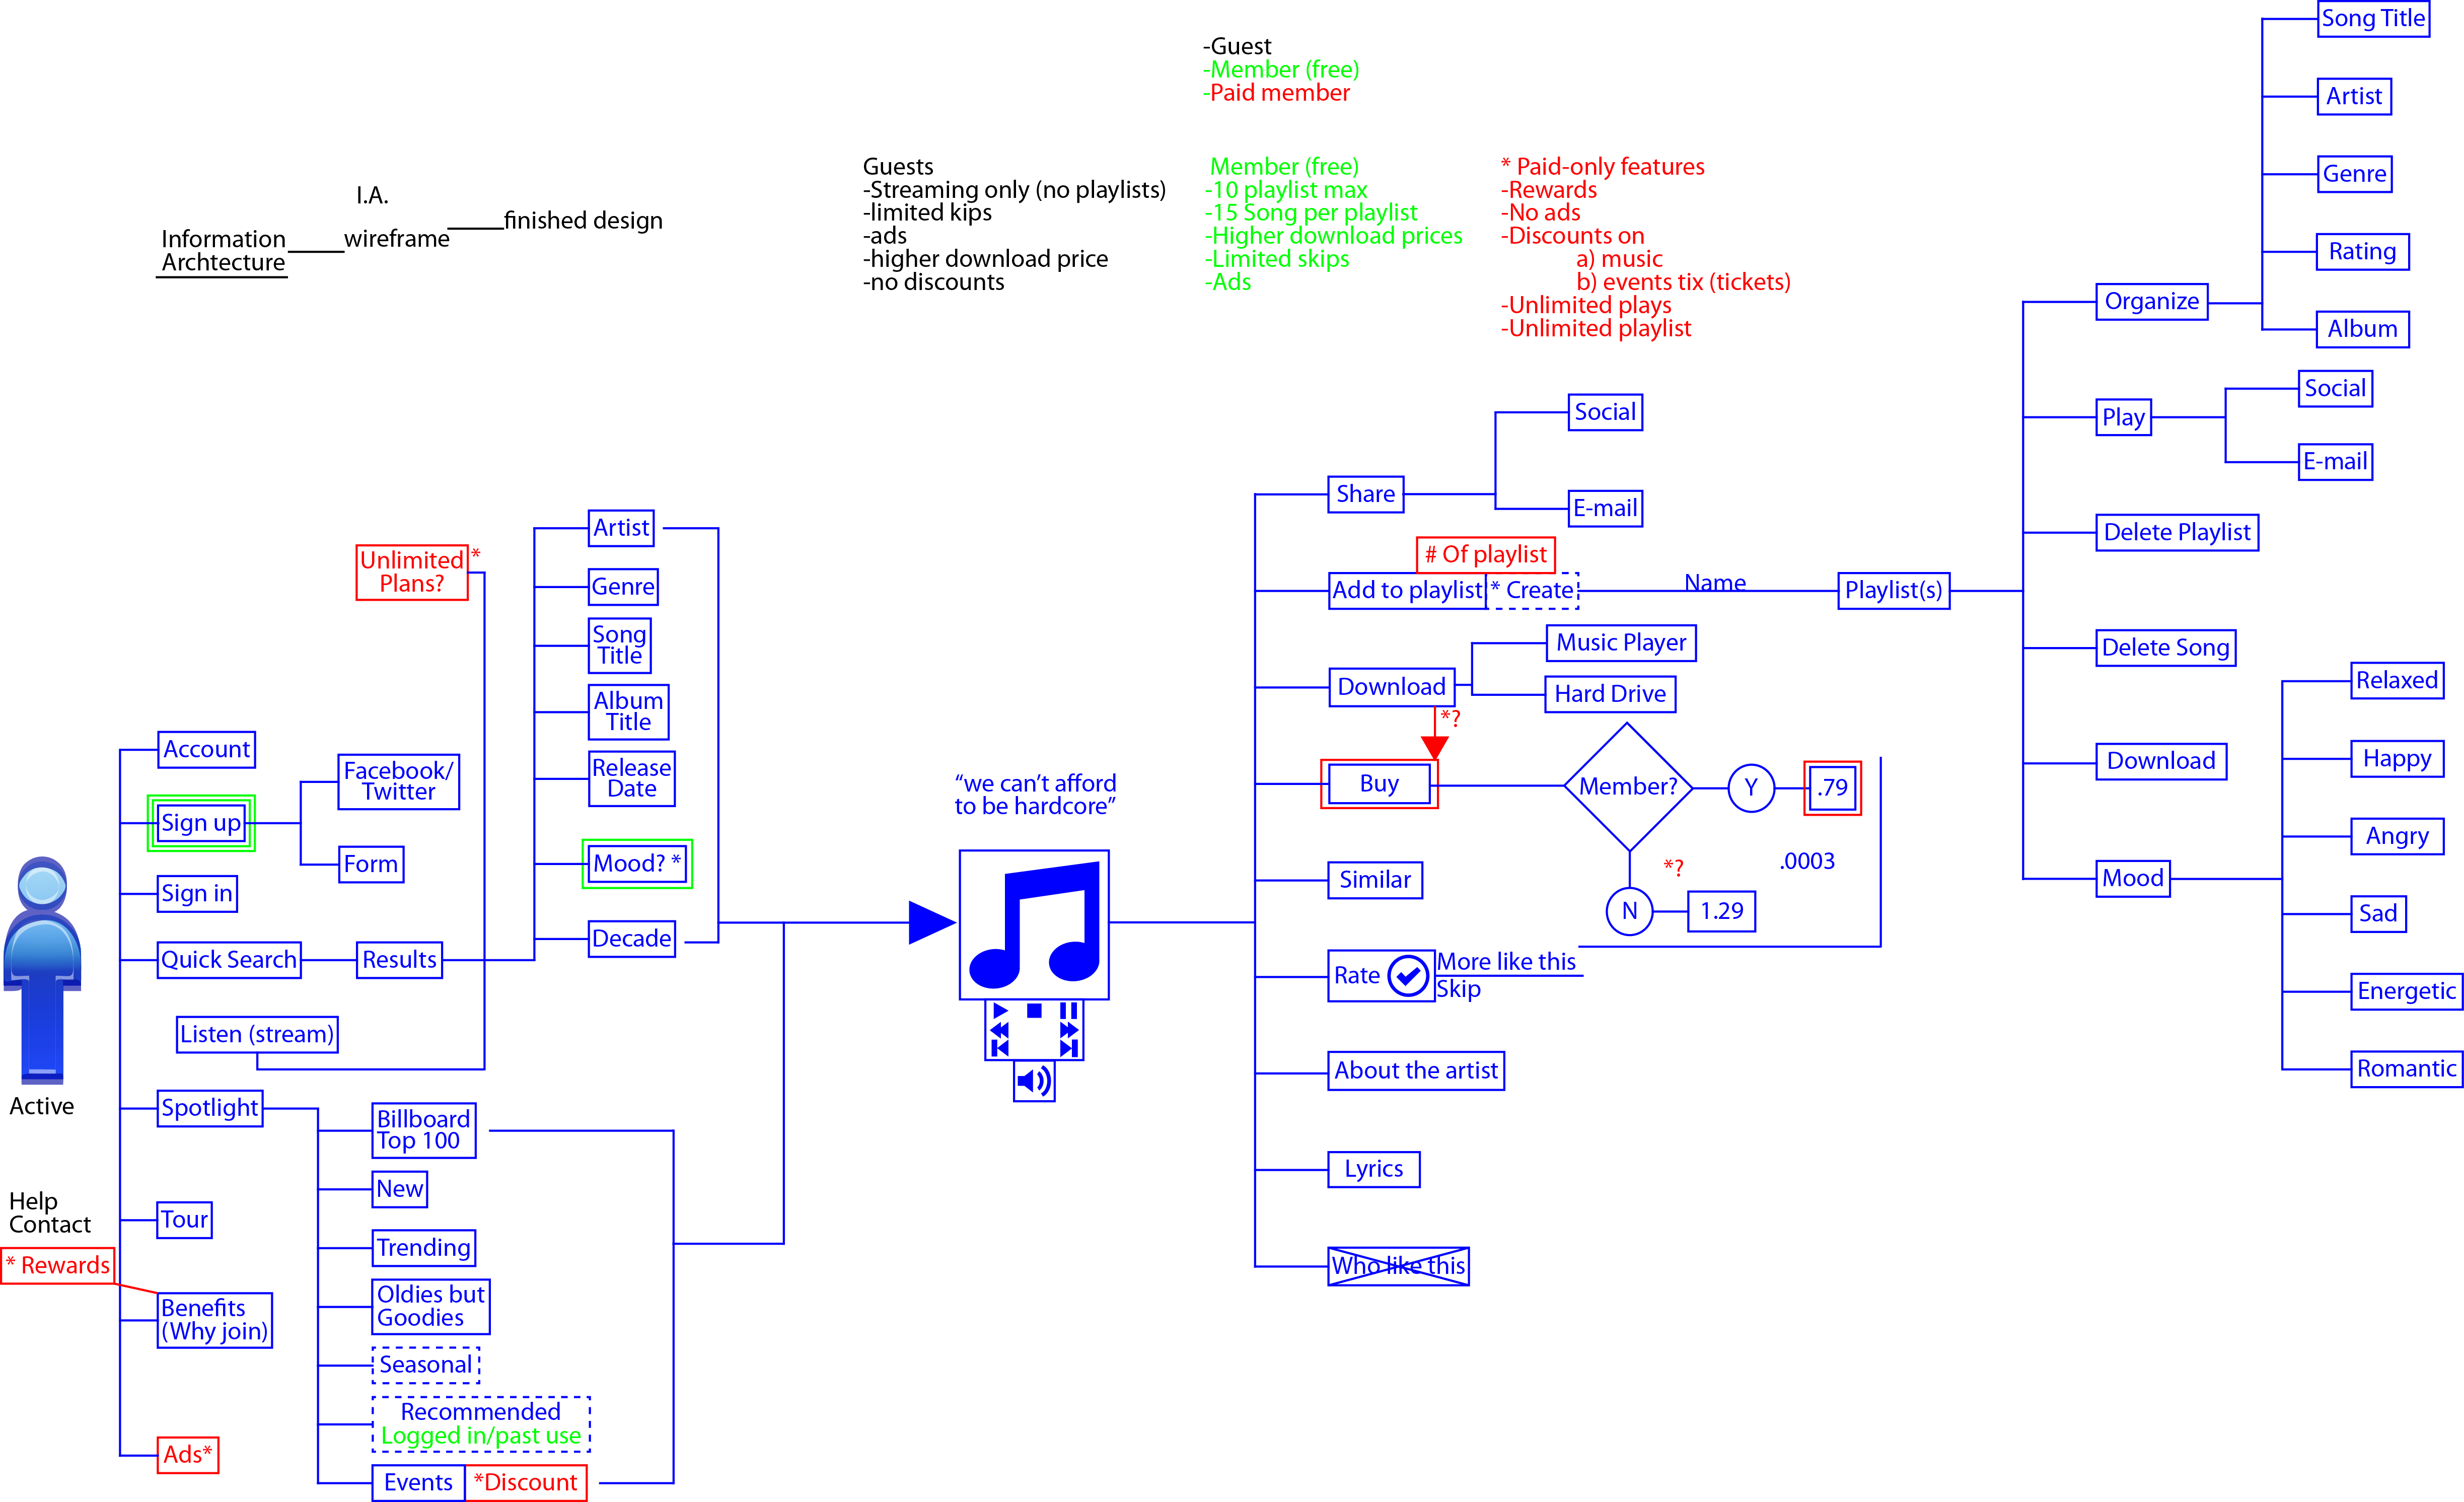 -Guest
-Member (free)
-Paid member
I.A.
Information
Archtecture
wireframe
finished design
Guests
-Streaming only (no playlists)
-limited kips
-ads
-higher download price
-no discounts
Member (free)
-10 playlist max
-15 Song per playlist
-Higher download prices
-Limited skips
-Ads
* Paid-only features
-Rewards
-No ads
-Discounts on
a) music
b) events tix (tickets)
-Unlimited plays
-Unlimited playlist
Active
Help
Contact
* Rewards
Account
Sign up
Facebook/
Twitter
Form
Sign in
Quick Search
Results
Unlimited *
Plans?
Listen (stream)
Artist
Genre
Song
Title
Album
Title
Release
Date
Mood? *
Decade
Spotlight
Billboard
Top 100
New
Trending
Oldies but
Goodies
Seasonal
Recommended
Logged in/past use
Events
*Discount
Tour
Benefits
(Why join)
Ads*
“we can’t afford
to be hardcore”
Share
Social
E-mail
# Of playlist
Add to playlist
* Create
Name
Playlist(s)
Download
Music Player
Hard Drive
*?
Buy
Member?
Y
.79
.0003
*?
N
1.29
Similar
Rate
More like this
Skip
About the artist
Lyrics
Who like this
Organize
Song Title
Artist
Genre
Rating
Album
Play
Social
E-mail
Delete Playlist
Delete Song
Download
Mood
Relaxed
Happy
Angry
Sad
Energetic
Romantic